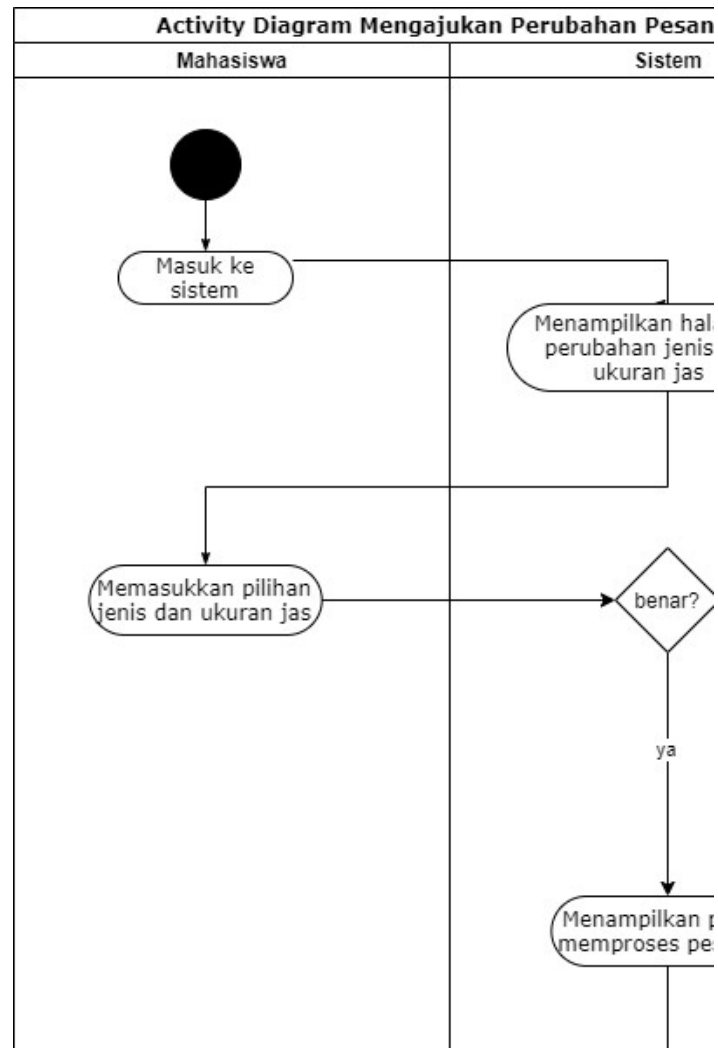 Activity Diagram Mengajukan Perubahan Pesan
Mahasiswa
Sistem
Masuk ke
sistem
Menampilkan hal
perubahan jenis
ukuran jas
Memasukkan pilihan
jenis dan ukuran jas
benar?
ya
Menampilkan p
memproses pes